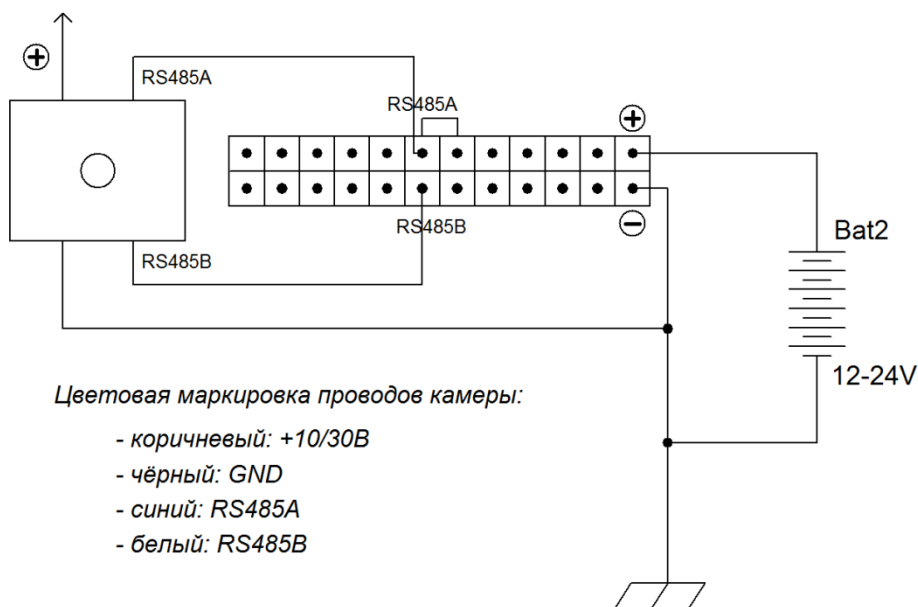 +
RS485A
RS485A
+
RS485B
−
RS485B
Bat2
12-24V
Цветовая маркировка проводов камеры:
- коричневый: +10/30В
- чёрный: GND
- синий: RS485A
- белый: RS485B